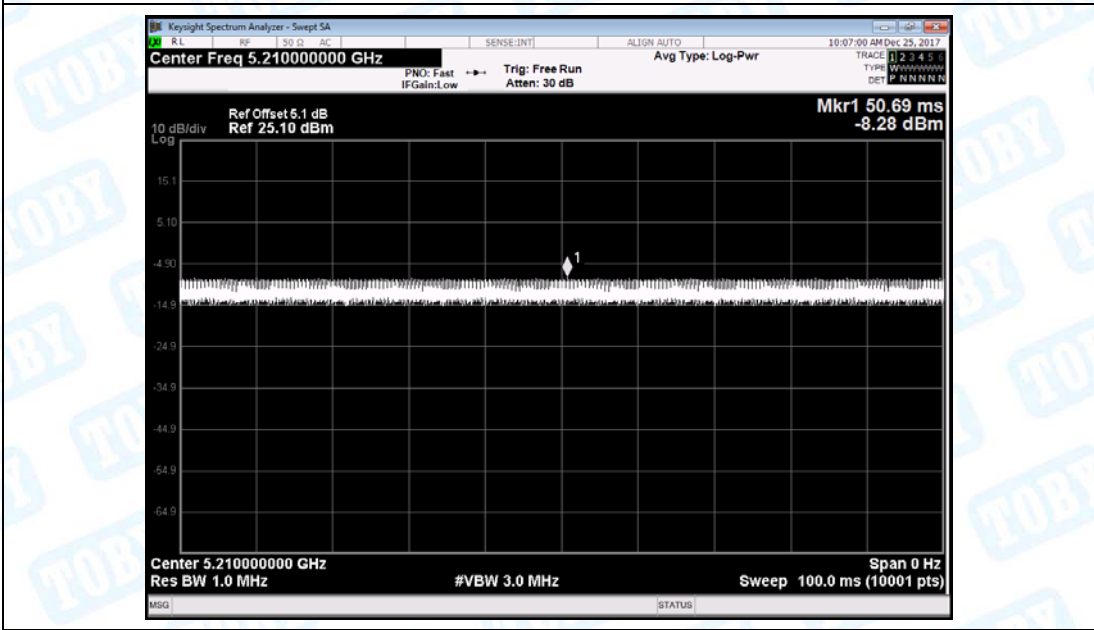 Keysight Spectrum Analyzer - Swept SA
RL RF 50 Ω AC SENSE:INT ALIGN AUTO 10:07:00 AM Dec 25, 2017
Center Freq 5.210000000 GHz Avg Type: Log-Pwr TRACE 1 2 3 4 5 6
PNO: Fast Trig: Free Run TYPE WWWWWW
IFGain:Low Atten: 30 dB DET P N N N N N
Mkr1 50.69 ms
Ref Offset 5.1 dB
10 dB/div Ref 25.10 dBm -8.28 dBm
Log
15.1
5.10
-4.90
1
-14.9
-24.9
-34.9
-44.9
-54.9
-64.9
Center 5.210000000 GHz Span 0 Hz
Res BW 1.0 MHz #VBW 3.0 MHz Sweep 100.0 ms (10001 pts)
MSG STATUS
TOBY